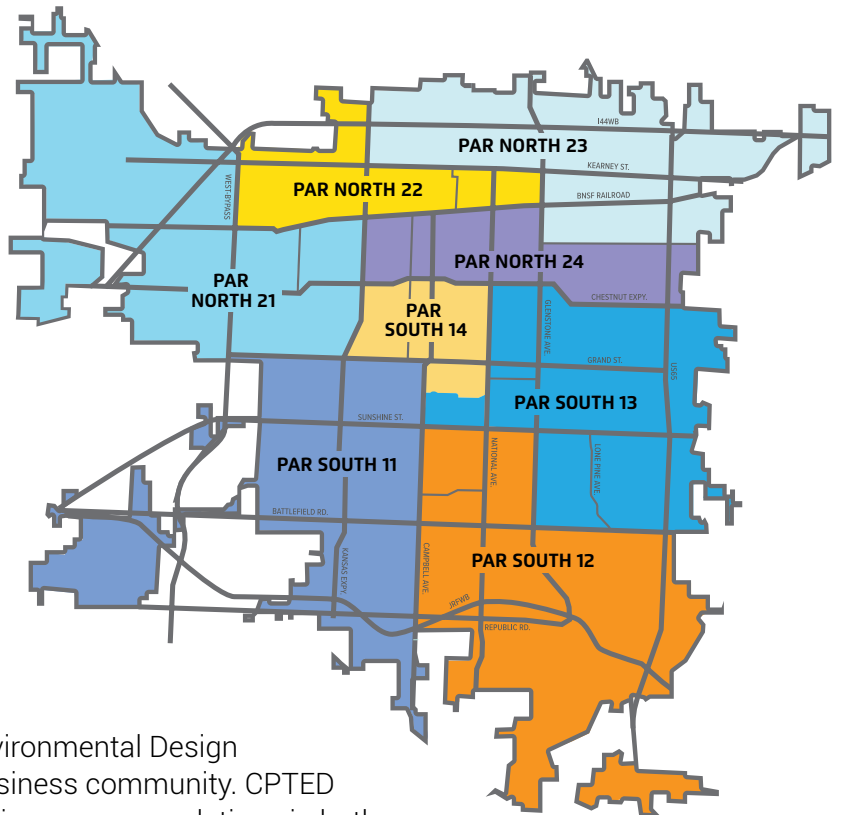 I44WB
PAR NORTH 23
KEARNEY ST.
WEST-BYPASS
PAR NORTH 22
BNSF RAILROAD
PAR NORTH 24
PAR
NORTH 21
CHESTNUT EXPY.
PAR
SOUTH 14
GLENSTONE AVE.
GRAND ST.
US65
PAR SOUTH 13
SUNSHINE ST.
PAR SOUTH 11
NATIONAL AVE.
LONE PINE AVE.
BATTLEFIELD RD.
KANSAS EXPY.
CAMPBELL AVE.
PAR SOUTH 12
JRFWB
REPUBLIC RD.
vironmental Design
siness community. CPTED